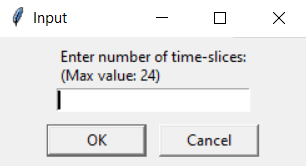 Input
Enter number of time-slices:
(Max value: 24)
OK Cancel